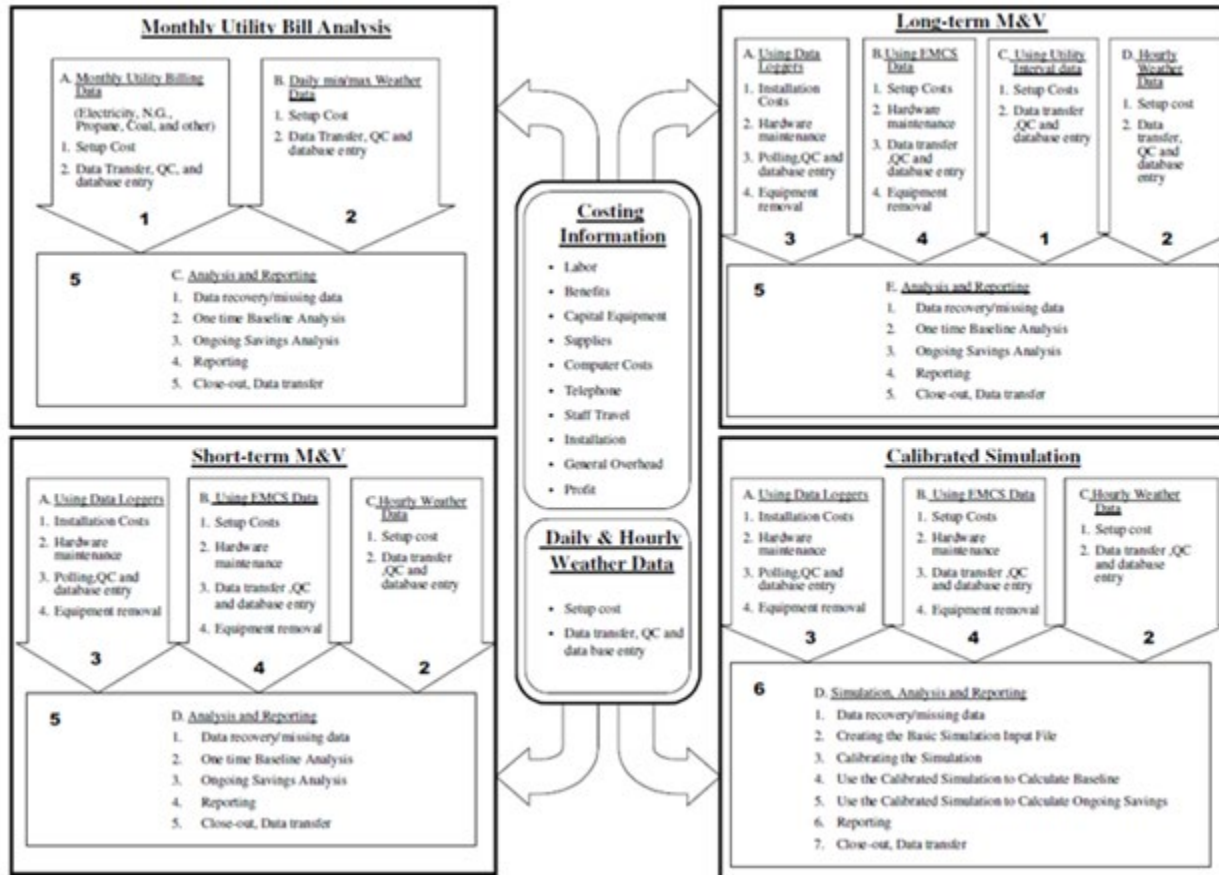 Monthly Utility Bill Analysis
A. Monthly Utility Billing
Data
(Electricity, N.G.,
Propane, Coal, and other)
1. Setup Cost
2. Data Transfer, QC, and
database entry
1
B. Daily min/max Weather
Data
1. Setup Cost
2. Data Transfer, QC and
database entry
2
5
C. Analysis and Reporting
1. Data recovery/missing data
2. One time Baseline Analysis
3. Ongoing Savings Analysis
4. Reporting
5. Close-out, Data transfer
Costing
Information
• Labor
• Benefits
• Capital Equipment
• Supplies
• Computer Costs
• Telephone
• Staff Travel
• Installation
• General Overhead
• Profit
Daily & Hourly
Weather Data
• Setup cost
• Data transfer, QC and
data base entry
Long-term M&V
A. Using Data
Loggers
1. Installation
Costs
2. Hardware
maintenance
3. Polling,QC and
database entry
4. Equipment
removal
3
B. Using EMCS
Data
1. Setup Costs
2. Hardware
maintenance
3. Data transfer
,QC and
database entry
4. Equipment
removal
4
C. Using Utility
Interval data
1. Setup Costs
2. Data transfer
,QC and
database entry
1
D. Hourly
Weather
Data
1. Setup cost
2. Data
transfer,
QC and
database
entry
2
5
E. Analysis and Reporting
1. Data recovery/missing data
2. One time Baseline Analysis
3. Ongoing Savings Analysis
4. Reporting
5. Close-out, Data transfer
Short-term M&V
A. Using Data Loggers
1. Installation Costs
2. Hardware
maintenance
3. Polling,QC and
database entry
4. Equipment removal
3
B. Using EMCS Data
1. Setup Costs
2. Hardware
maintenance
3. Data transfer ,QC
and database entry
4. Equipment removal
4
C.Hourly Weather
Data
1. Setup cost
2. Data transfer
,QC and
database entry
2
5
D. Analysis and Reporting
1. Data recovery/missing data
2. One time Baseline Analysis
3. Ongoing Savings Analysis
4. Reporting
5. Close-out, Data transfer
Calibrated Simulation
A. Using Data Loggers
1. Installation Costs
2. Hardware
maintenance
3. Polling,QC and
database entry
4. Equipment removal
3
B. Using EMCS Data
1. Setup Costs
2. Hardware
maintenance
3. Data transfer ,QC
and database entry
4. Equipment removal
4
C.Hourly Weather
Data
1. Setup cost
2. Data transfer ,QC
and database
entry
2
6
D. Simulation, Analysis and Reporting
1. Data recovery/missing data
2. Creating the Basic Simulation Input File
3. Calibrating the Simulation
4. Use the Calibrated Simulation to Calculate Baseline
5. Use the Calibrated Simulation to Calculate Ongoing Savings
6. Reporting
7. Close-out, Data transfer